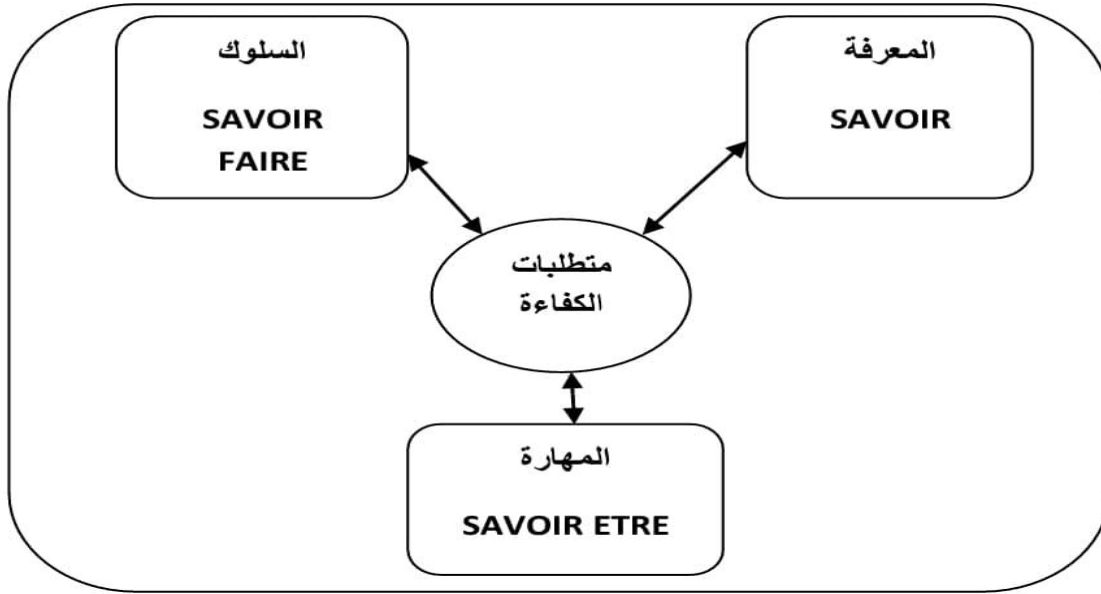 المعرفة
SAVOIR
السلوك
SAVOIR
FAIRE
متطلبات
الكفاءة
المهارة
SAVOIR ETRE